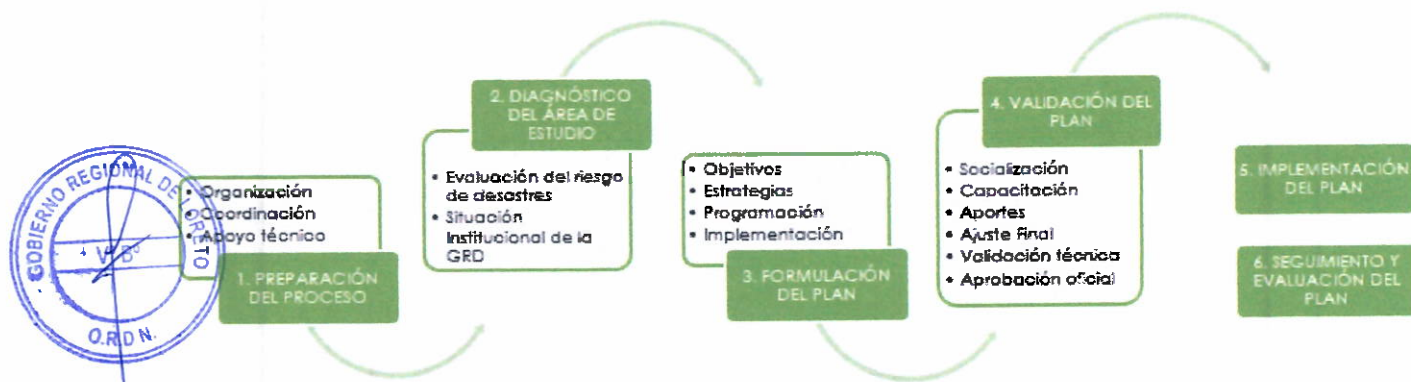 GOBIERNO REGIONAL DE LORETO
V° B°
O.R.D.N.
• Organización
• Coordinación
• Apoyo técnico
1. PREPARACIÓN
DEL PROCESO
2. DIAGNÓSTICO
DEL ÁREA DE
ESTUDIO
• Evaluación del riesgo
de desastres
• Situación
Institucional de la
GRD
• Objetivos
• Estrategias
• Programación
• Implementación
3. FORMULACIÓN
DEL PLAN
4. VALIDACIÓN DEL
PLAN
• Socialización
• Capacitación
• Aportes
• Ajuste Final
• Validación técnica
• Aprobación oficial
5. IMPLEMENTACIÓN
DEL PLAN
6. SEGUIMIENTO Y
EVALUACIÓN DEL
PLAN